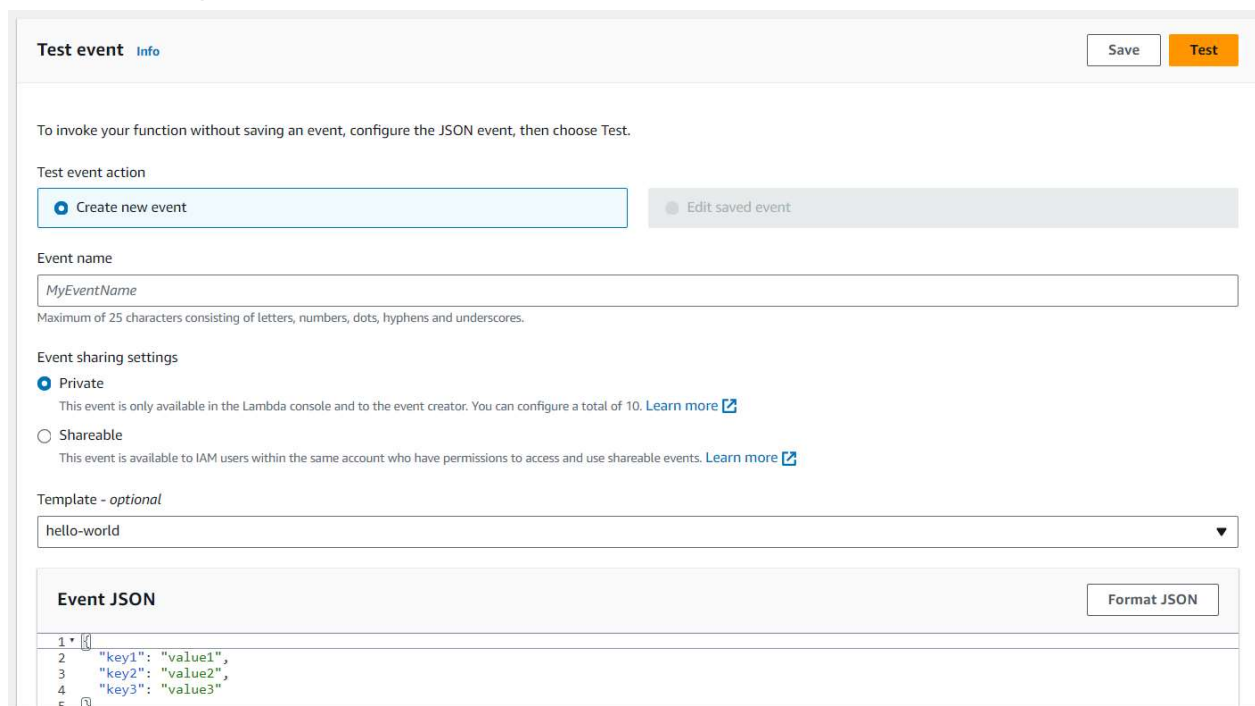 Test event Info Save Test
To invoke your function without saving an event, configure the JSON event, then choose Test.
Test event action
Create new event Edit saved event
Event name
MyEventName
Maximum of 25 characters consisting of letters, numbers, dots, hyphens and underscores.
Event sharing settings
Private
This event is only available in the Lambda console and to the event creator. You can configure a total of 10. Learn more
Shareable
This event is available to IAM users within the same account who have permissions to access and use shareable events. Learn more
Template - optional
hello-world
Event JSON Format JSON
1 {
2 "key1": "value1",
3 "key2": "value2",
4 "key3": "value3"
5 }